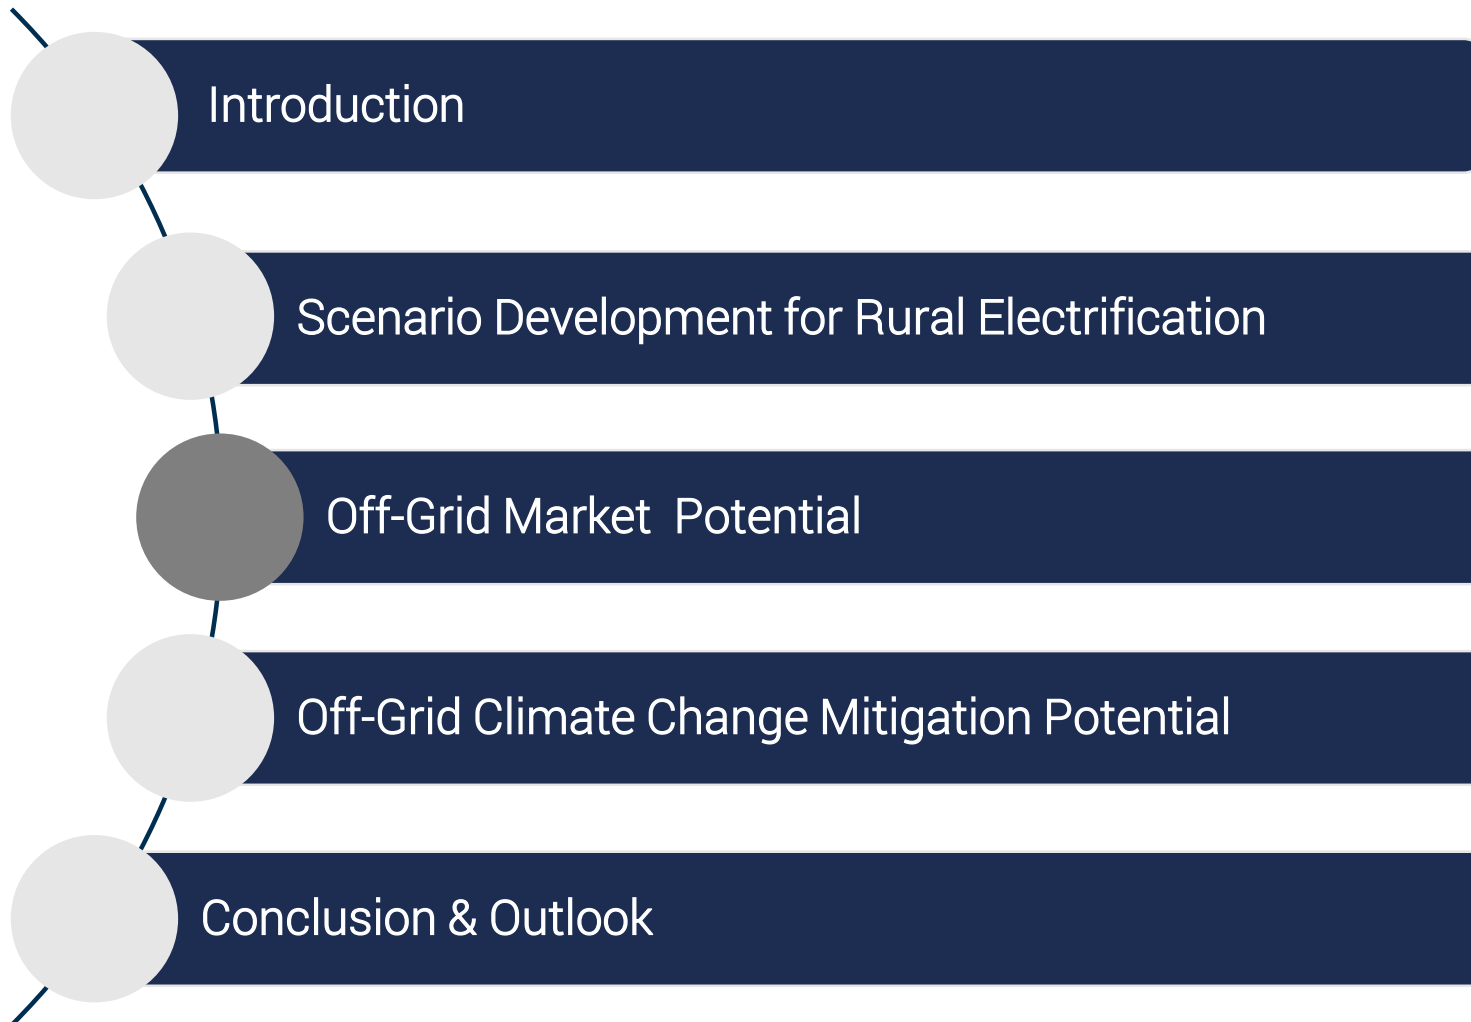 Introduction
Scenario Development for Rural Electrification
Off-Grid Market  Potential
Off-Grid Climate Change Mitigation Potential
Conclusion & Outlook